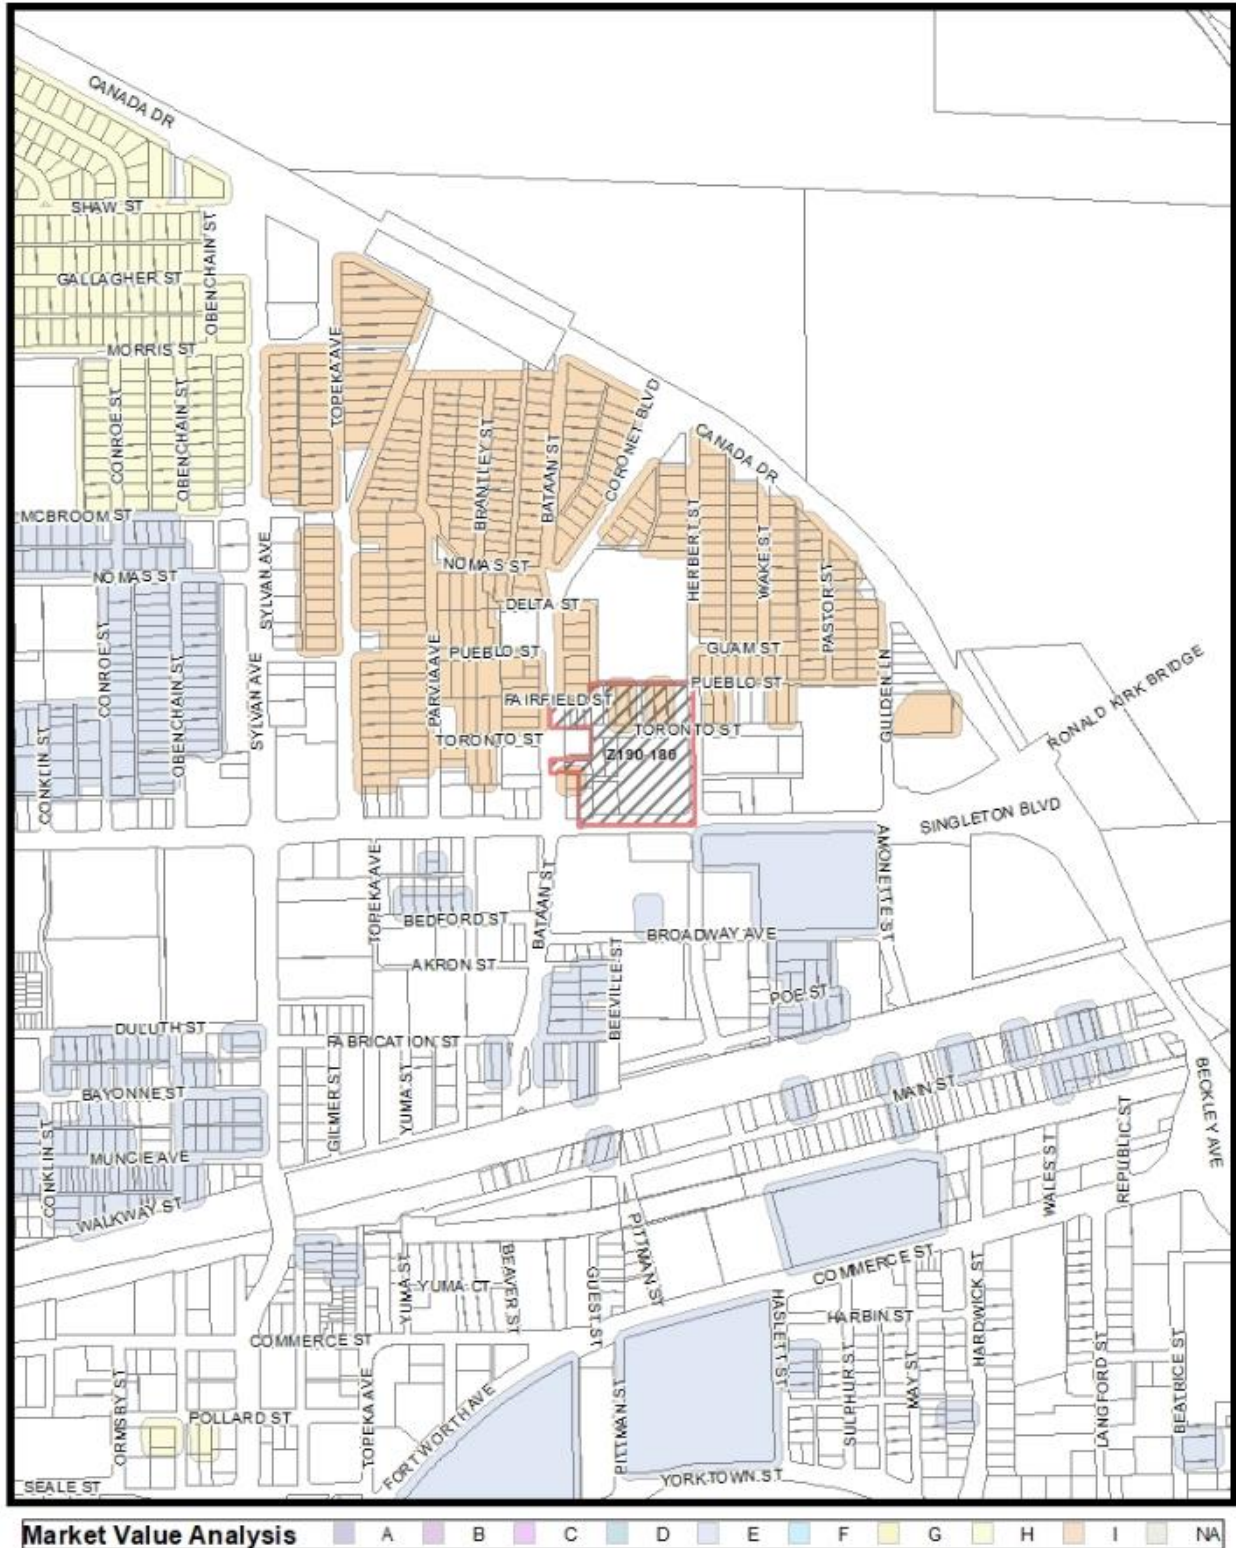 CANADA DR
SHAW ST
OBENCHAIN ST
GALLAGHER ST
MORRIS ST
TOPEKA AVE
CONROE ST
OBENCHAIN ST
BRANTLEY ST
BATAAN ST
CORONET BLVD
CANADA DR
MCBROOM ST
NOMAS ST
SYLVAN AVE
NOMAS ST
HERBERT ST
WAKE ST
PASTOR ST
DELTA ST
CONROE ST
OBENCHAIN ST
SYLVAN AVE
PARVIA AVE
PUEBLO ST
GUAM ST
PUEBLO ST
FAIRFIELD ST
GULDEN LN
RONALD KIRK BRIDGE
TORONTO ST
TORONTO ST
Z190-186
CONKLIN ST
SINGLETON BLVD
TOPEKA AVE
BATAAN ST
AMONETTE ST
BEDFORD ST
BROADWAY AVE
AKRON ST
BEEVILLE ST
POE ST
DULUTH ST
FABRICATION ST
BAYONNE ST
GILMER ST
YUMA ST
MAIN ST
BECKLEY AVE
CONKLIN ST
MUNCIE AVE
WALKWAY ST
WALES ST
REPUBLIC ST
PITTMAN ST
YUMA ST
YUMA CT
BEAVER ST
GUEST ST
COMMERCE ST
HARDWICK ST
HASLETT ST
HARBIN ST
COMMERCE ST
ORMSBY ST
POLLARD ST
TOPEKA AVE
FORT WORTH AVE
PITTMAN ST
SULPHUR ST
MAY ST
LANGFORD ST
BEATRICE ST
SEALE ST
YORKTOWN ST
Market Value Analysis A B C D E F G H I NA